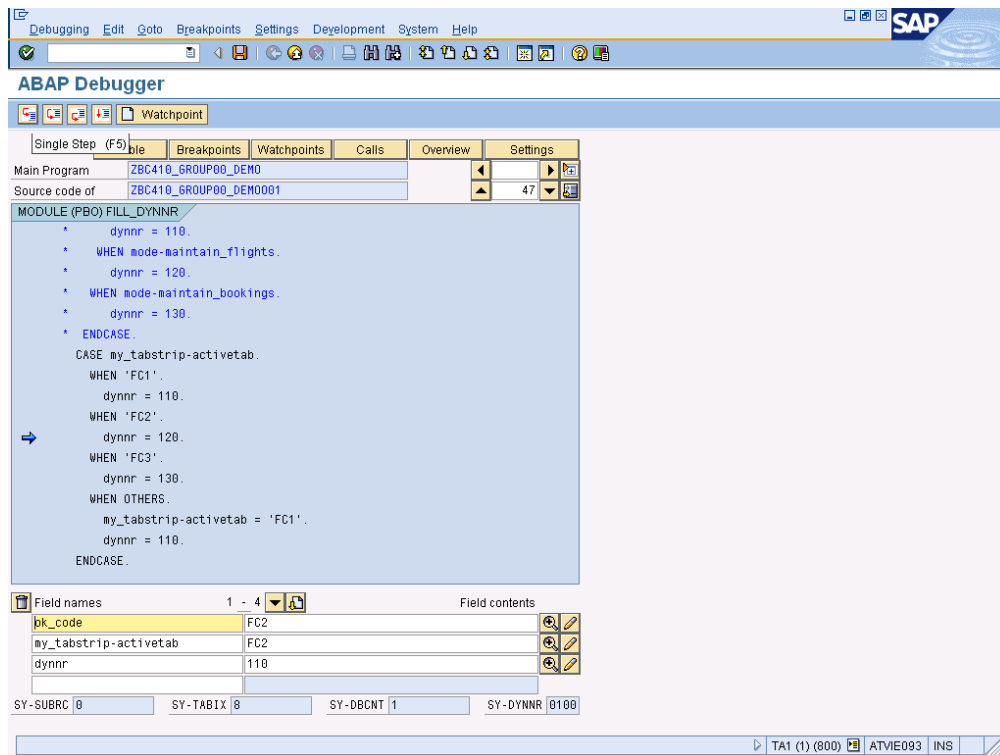 Debugging Edit Goto Breakpoints Settings Development System Help
SAP
ABAP Debugger
Watchpoint
Single Step (F5)
ble Breakpoints Watchpoints Calls Overview Settings
Main Program ZBC410_GROUP00_DEMO
Source code of ZBC410_GROUP00_DEMOO01 47
MODULE (PBO) FILL_DYNNR
* dynnr = 110.
* WHEN mode-maintain_flights.
* dynnr = 120.
* WHEN mode-maintain_bookings.
* dynnr = 130.
* ENDCASE.
CASE my_tabstrip-activetab.
WHEN 'FC1'.
dynnr = 110.
WHEN 'FC2'.
dynnr = 120.
WHEN 'FC3'.
dynnr = 130.
WHEN OTHERS.
my_tabstrip-activetab = 'FC1'.
dynnr = 110.
ENDCASE.
Field names 1 - 4 Field contents
ok_code FC2
my_tabstrip-activetab FC2
dynnr 110
SY-SUBRC 0 SY-TABIX 8 SY-DBCNT 1 SY-DYNNR 0100
TA1 (1) (800) ATVIE093 INS